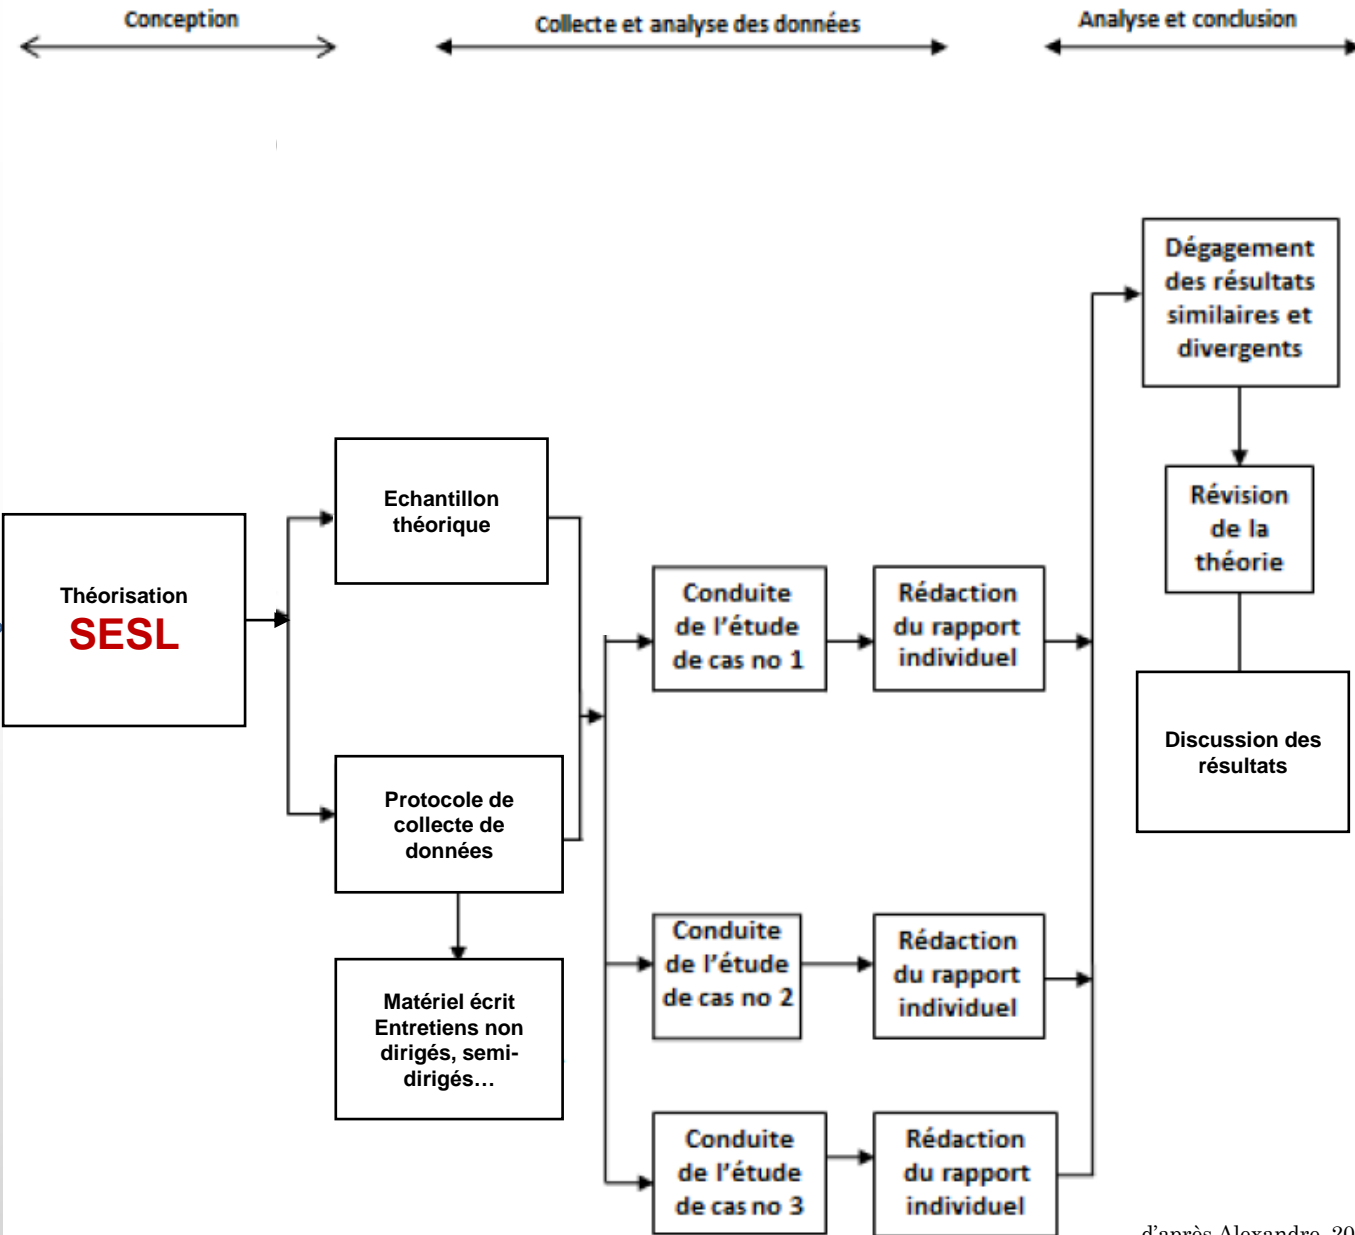 Conception
Collecte et analyse des données
Analyse et conclusion
Théorisation
SESL
Echantillon
théorique
Protocole de
collecte de
données
Matériel écrit
Entretiens non
dirigés, semi-
dirigés…
Conduite
de l'étude
de cas no 1
Rédaction
du rapport
individuel
Conduite
de l'étude
de cas no 2
Rédaction
du rapport
individuel
Conduite
de l'étude
de cas no 3
Rédaction
du rapport
individuel
Dégagement
des résultats
similaires et
divergents
Révision
de la
théorie
Discussion des
résultats
d'après Alexandre, 20